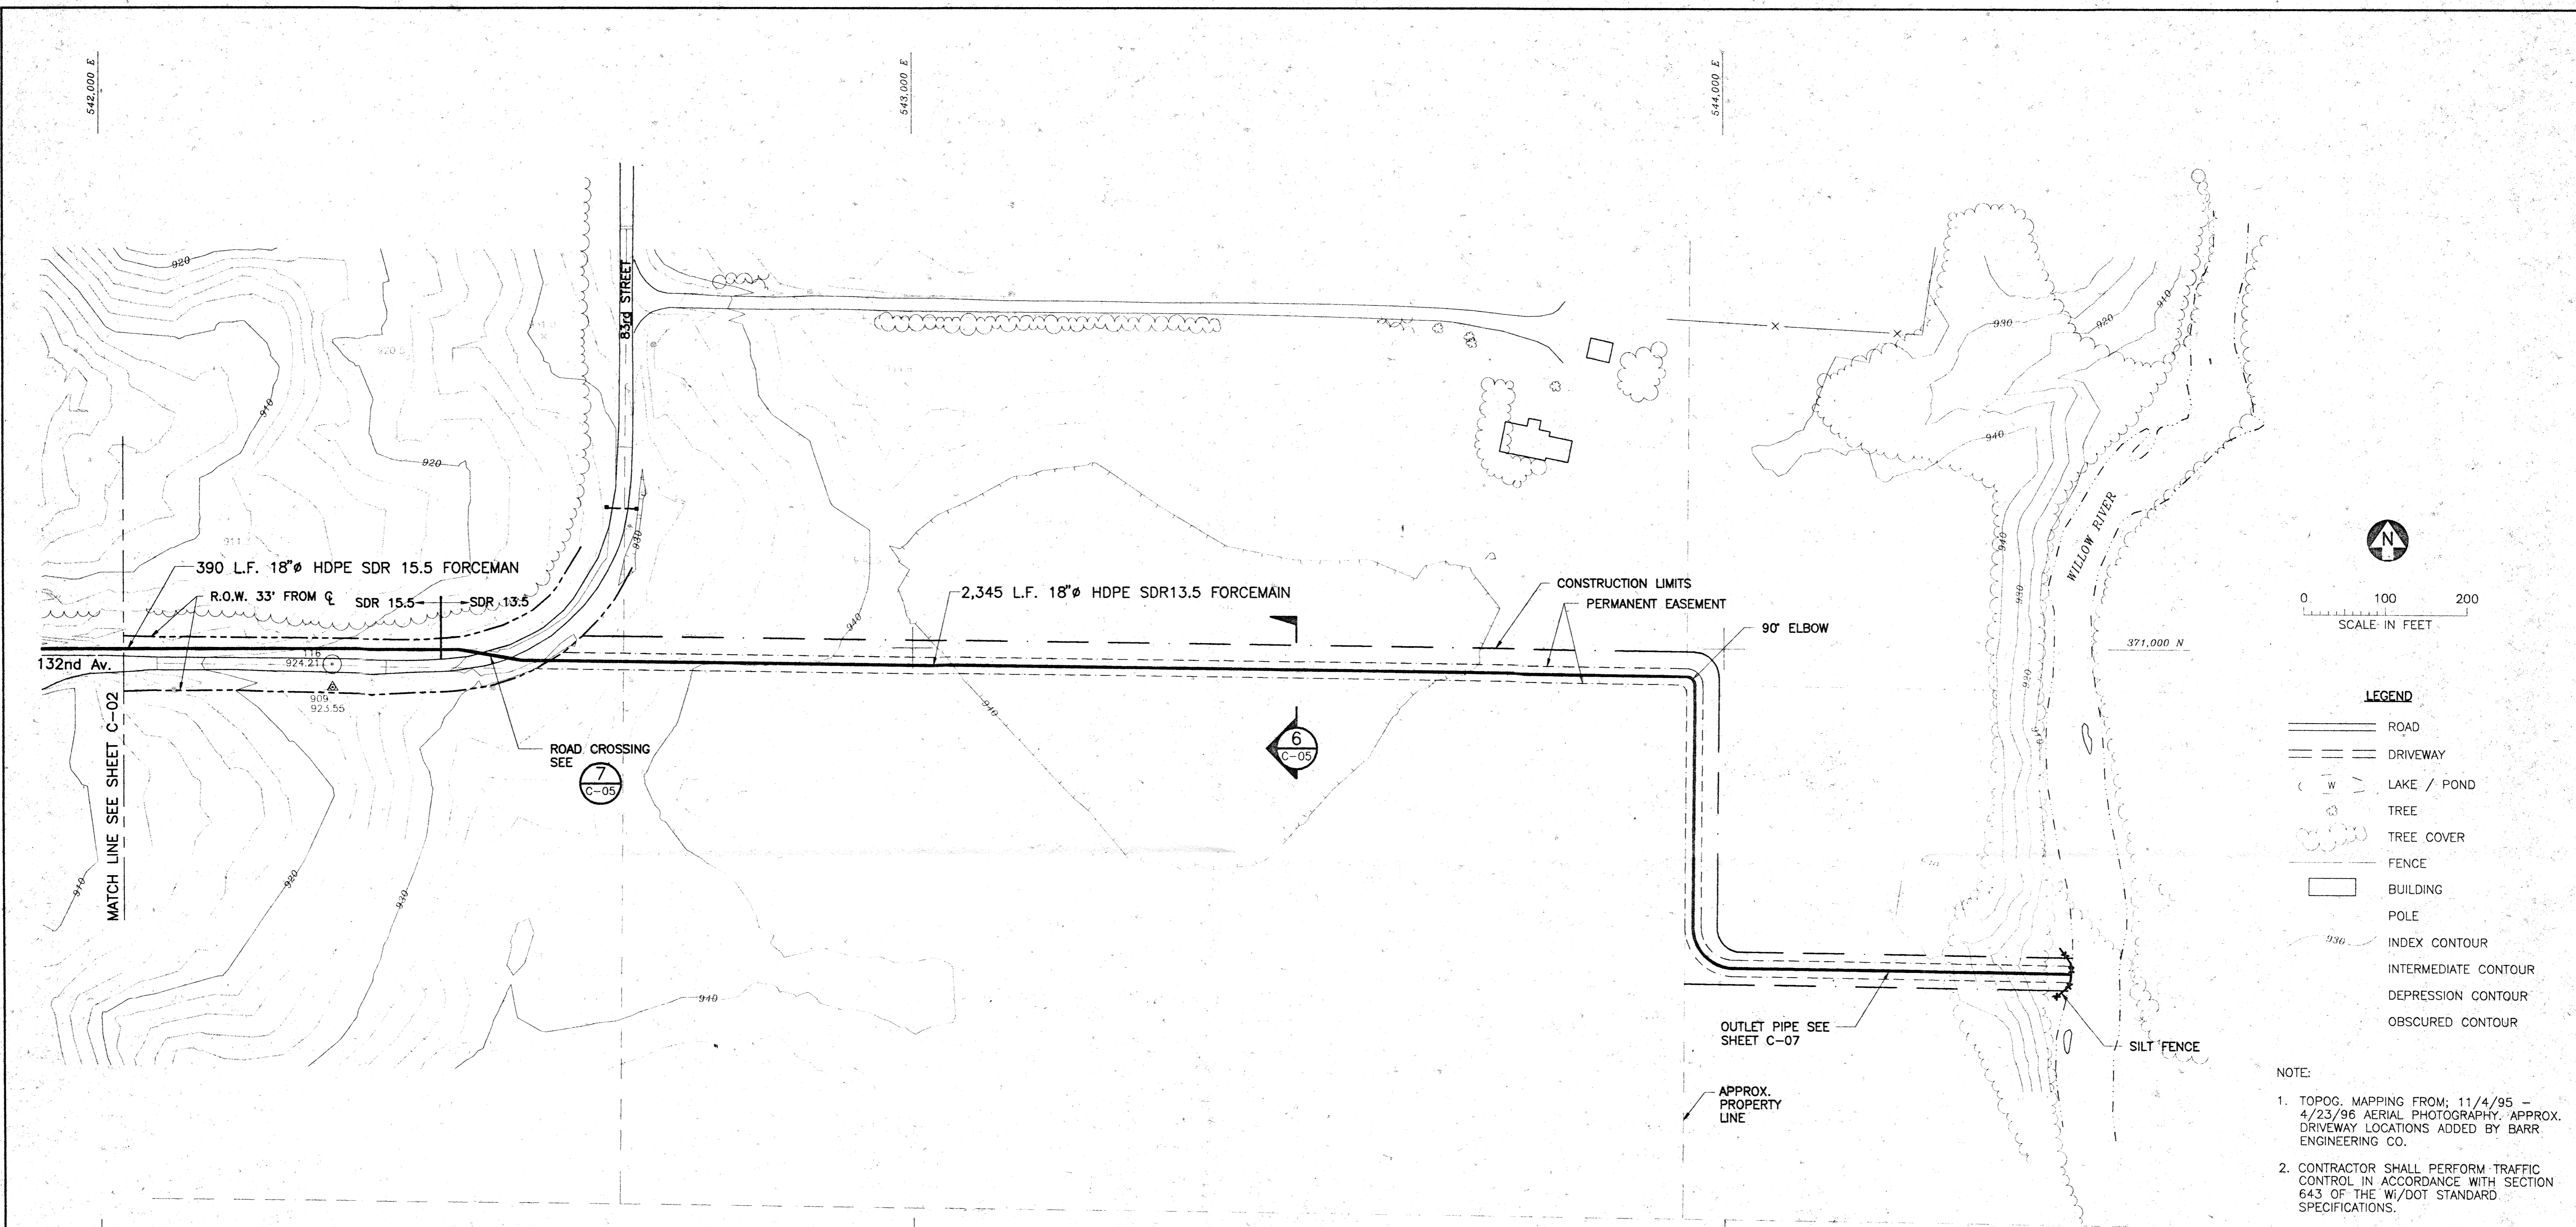 542,000 E
543,000 E
544,000 E
920
83rd STREET
910
930
920
910
920.5
910
920
940
WILLOW RIVER
N
911
930
940
390 L.F. 18"ø HDPE SDR 15.5 FORCEMAN
R.O.W. 33' FROM ℄
SDR 15.5
SDR 13.5
2,345 L.F. 18"ø HDPE SDR13.5 FORCEMAIN
CONSTRUCTION LIMITS
PERMANENT EASEMENT
90° ELBOW
930
0 100 200
SCALE IN FEET
371,000 N
940
132nd Av.
116
924.21
909
923.55
920
910
940
LEGEND
ROAD
DRIVEWAY
W LAKE / POND
TREE
TREE COVER
FENCE
BUILDING
POLE
930 INDEX CONTOUR
INTERMEDIATE CONTOUR
DEPRESSION CONTOUR
OBSCURED CONTOUR
MATCH LINE SEE SHEET C-02
ROAD CROSSING
SEE
7
C-05
6
C-05
910
920
930
940
OUTLET PIPE SEE
SHEET C-07
SILT FENCE
APPROX.
PROPERTY
LINE
NOTE:
1. TOPOG. MAPPING FROM; 11/4/95 -
4/23/96 AERIAL PHOTOGRAPHY. APPROX.
DRIVEWAY LOCATIONS ADDED BY BARR
ENGINEERING CO.
2. CONTRACTOR SHALL PERFORM TRAFFIC
CONTROL IN ACCORDANCE WITH SECTION
643 OF THE Wi/DOT STANDARD
SPECIFICATIONS.